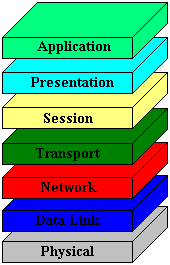 Application
Presentation
Session
Transport
Network
Data Link
Physical